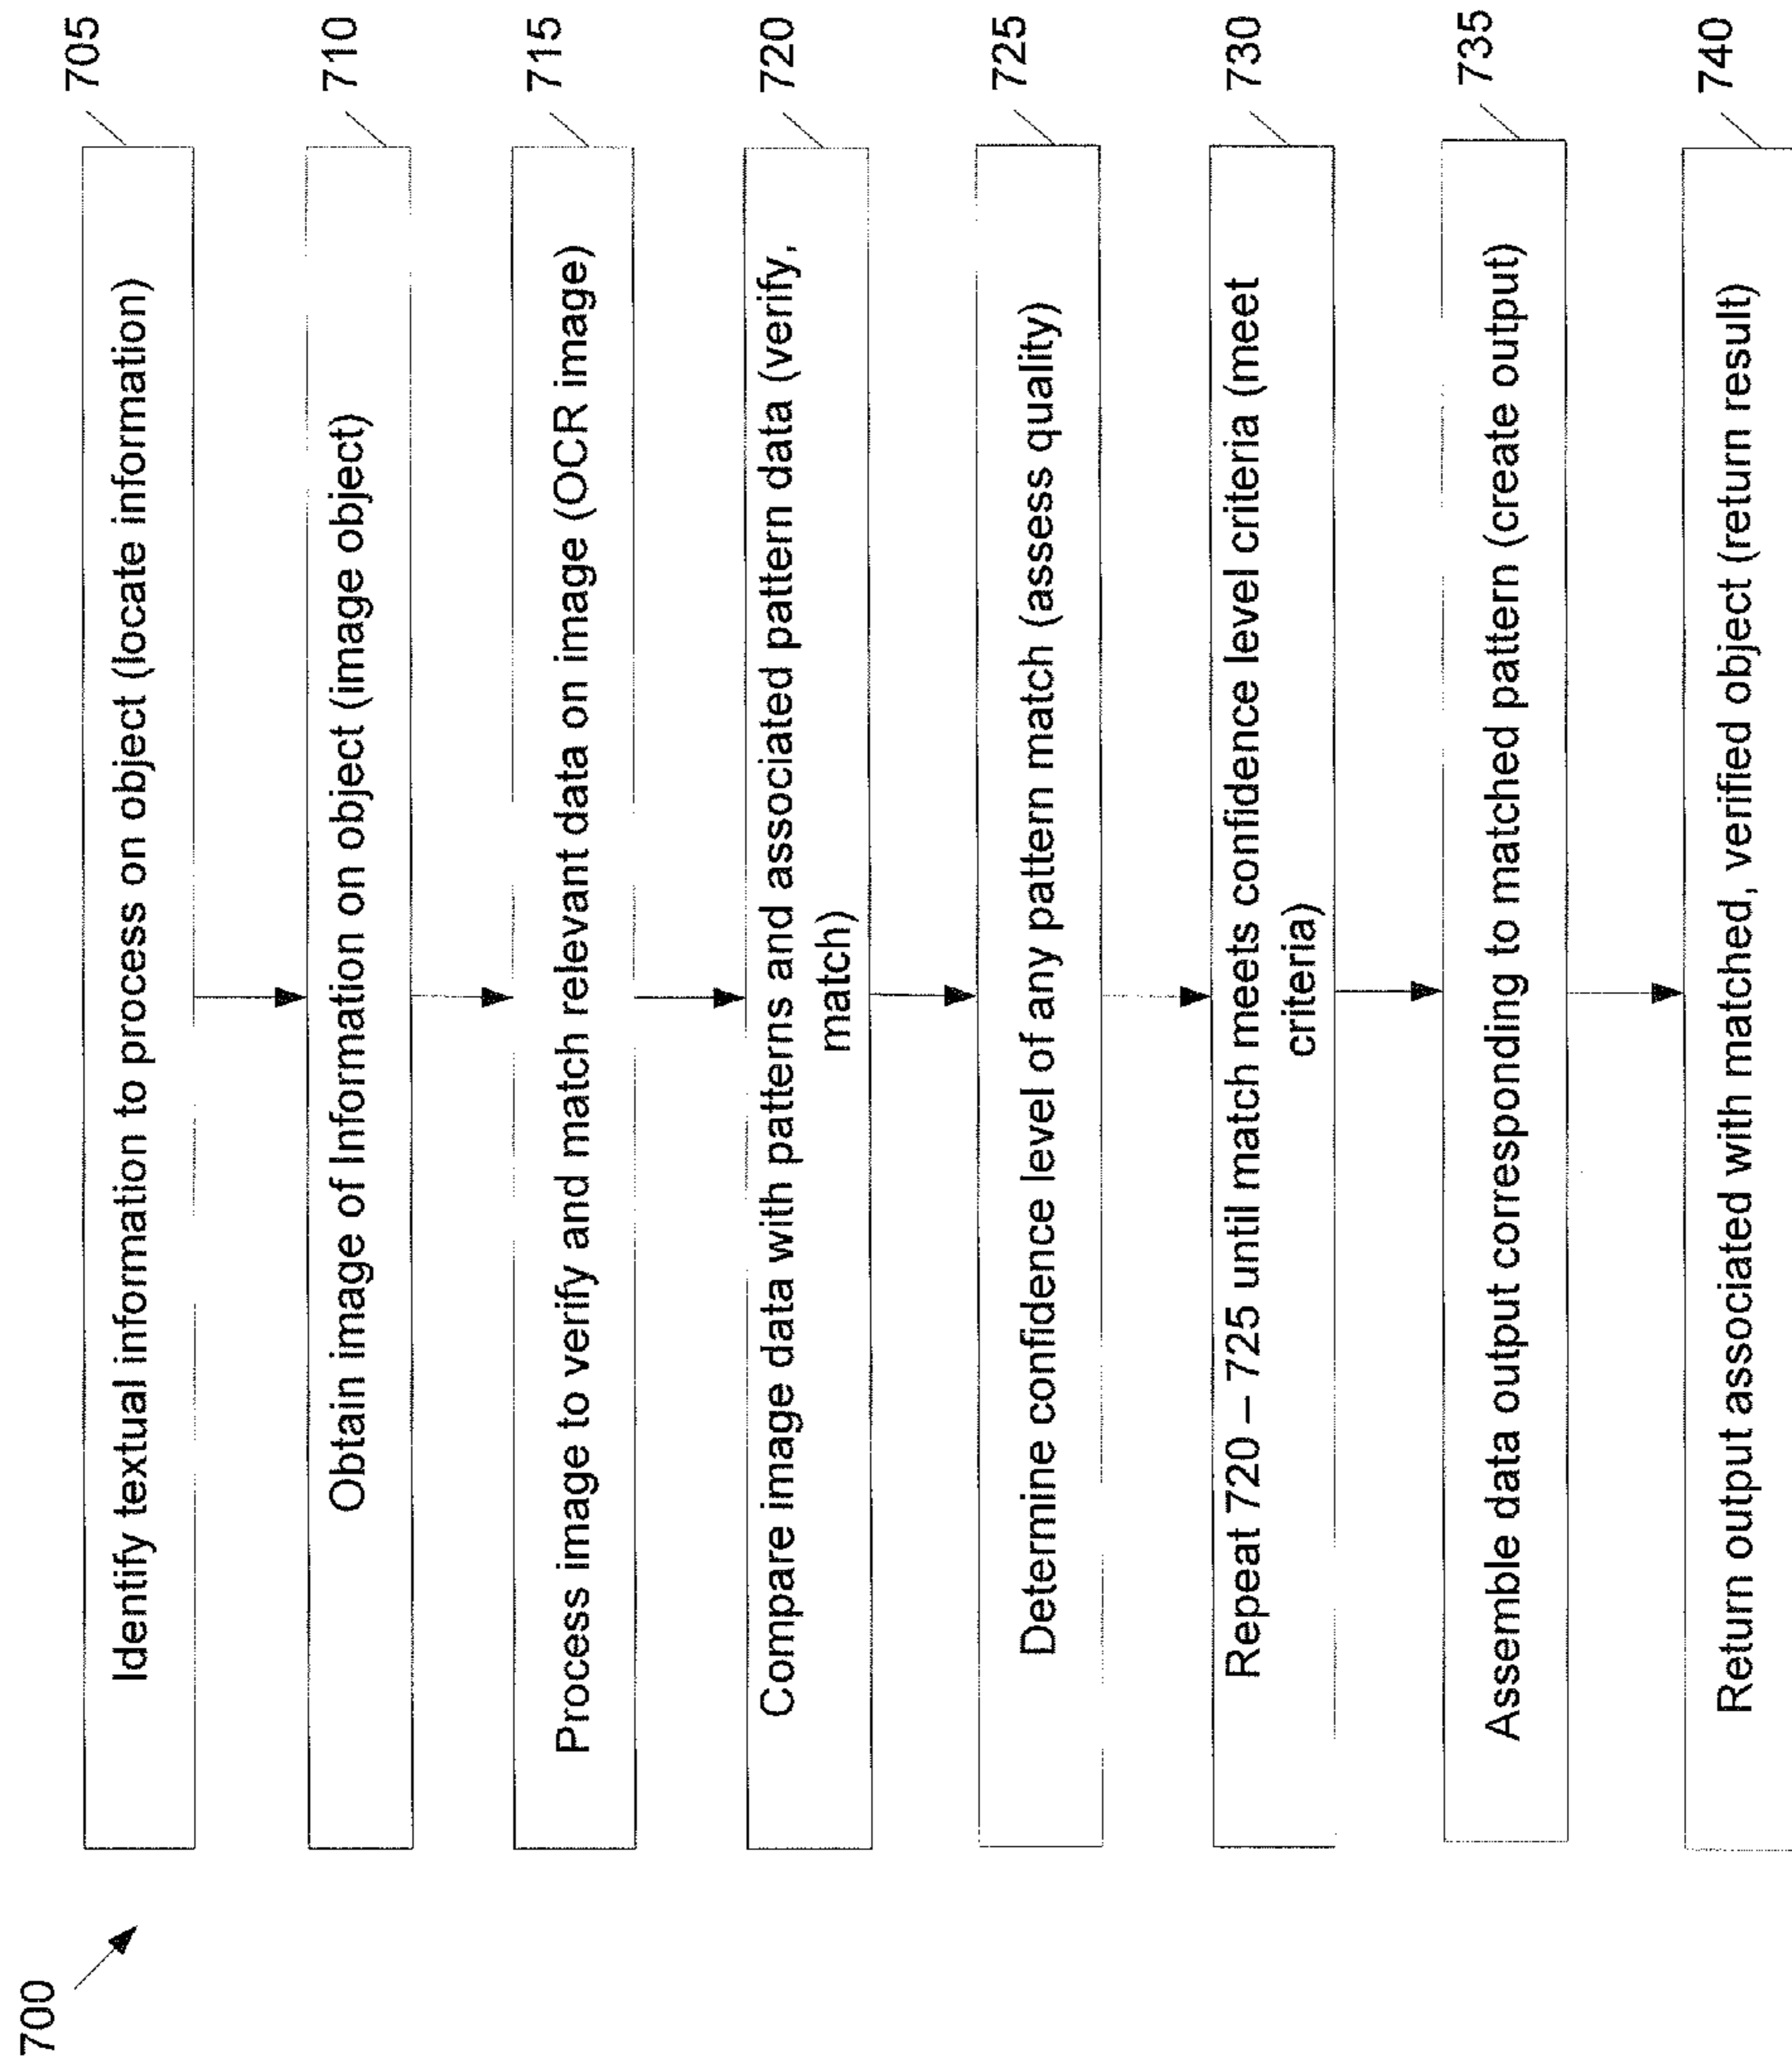 700
Identify textual information to process on object (locate information)
705
Obtain image of Information on object (image object)
710
Process image to verify and match relevant data on image (OCR image)
715
Compare image data with patterns and associated pattern data (verify,
match)
720
Determine confidence level of any pattern match (assess quality)
725
Repeat 720 – 725 until match meets confidence level criteria (meet
criteria)
730
Assemble data output corresponding to matched pattern (create output)
735
Return output associated with matched, verified object (return result)
740